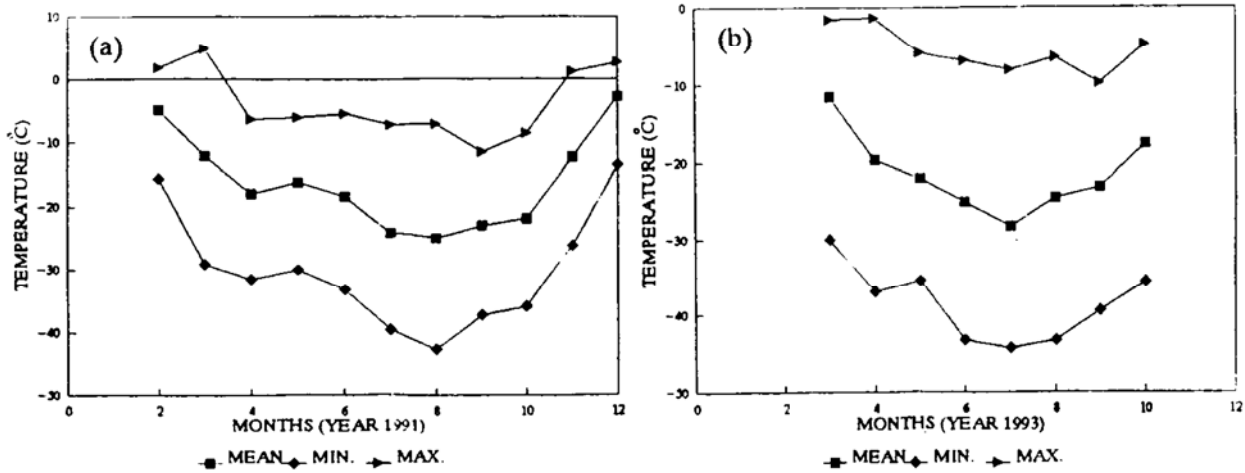 (a)
TEMPERATURE (°C)
10
0
-10
-20
-30
-40
-50
0 2 4 6 8 10 12
MONTHS (YEAR 1991)
MEAN MIN. MAX.
(b)
TEMPERATURE (°C)
0
-10
-20
-30
-40
-50
0 2 4 6 8 10 12
MONTHS (YEAR 1993)
MEAN MIN. MAX.